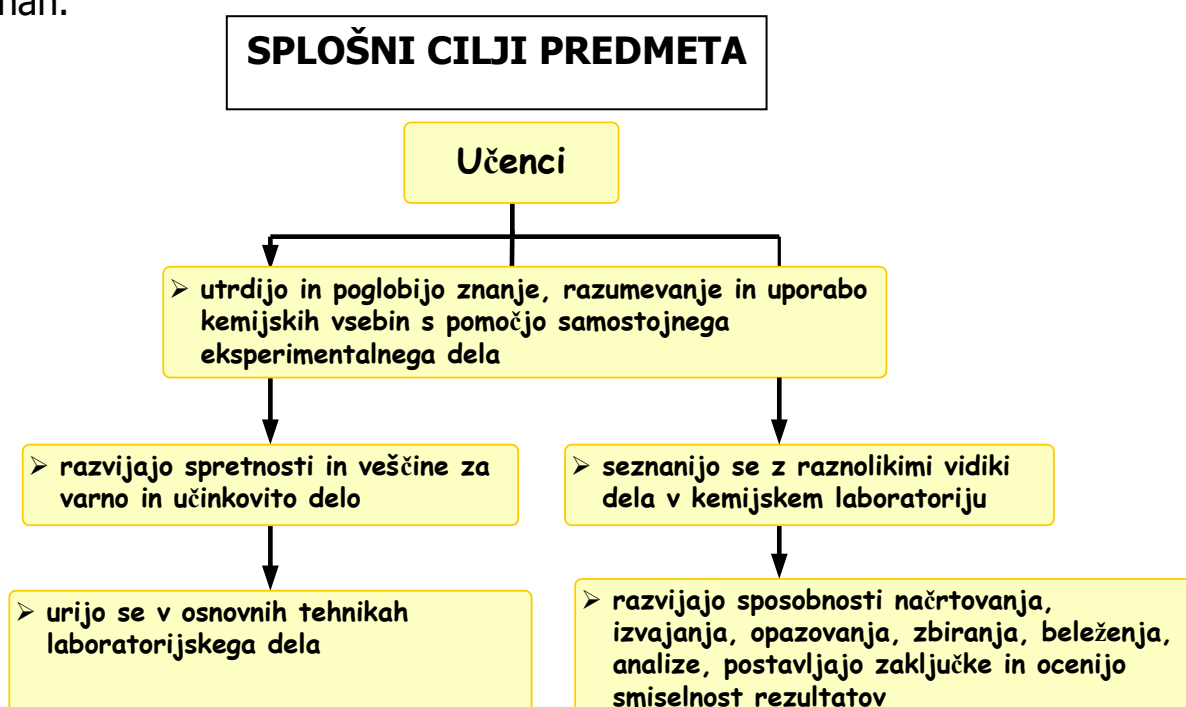 SPLOŠNI CILJI PREDMETA
Učenci
➢ utrdijo in poglobijo znanje, razumevanje in uporabo
kemijskih vsebin s pomočjo samostojnega
eksperimentalnega dela
➢ razvijajo spretnosti in veščine za
varno in učinkovito delo
➢ seznanijo se z raznolikimi vidiki
dela v kemijskem laboratoriju
➢ urijo se v osnovnih tehnikah
laboratorijskega dela
➢ razvijajo sposobnosti načrtovanja,
izvajanja, opazovanja, zbiranja, beleženja,
analize, postavljajo zaključke in ocenijo
smiselnost rezultatov